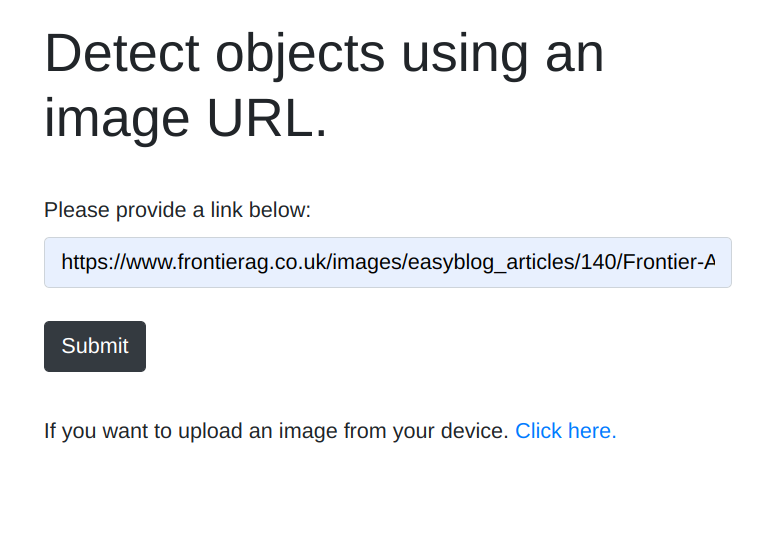 Detect objects using an
image URL.
Please provide a link below:
https://www.frontierag.co.uk/images/easyblog_articles/140/Frontier-A
Submit
If you want to upload an image from your device. Click here.